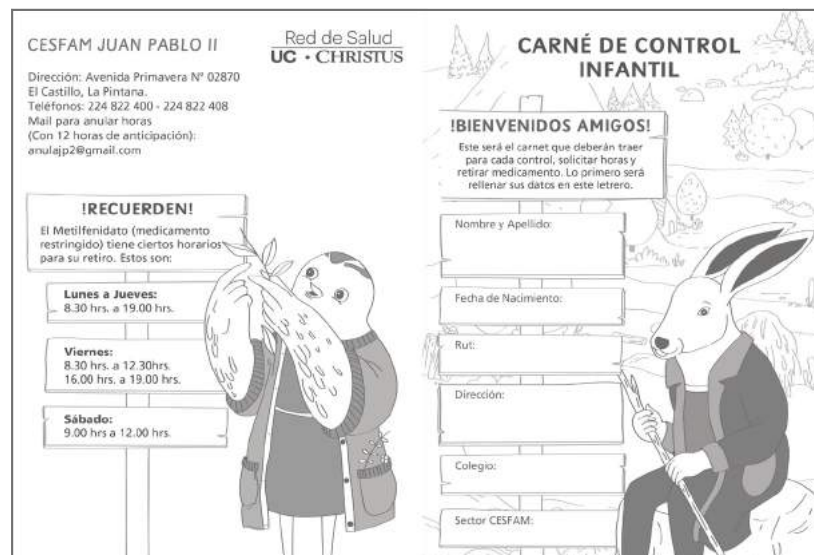 CESFAM JUAN PABLO II
Red de Salud
UC · CHRISTUS
Dirección: Avenida Primavera Nº 02870
El Castillo, La Pintana.
Teléfonos: 224 822 400 - 224 822 408
Mail para anular horas
(Con 12 horas de anticipación):
anulajp2@gmail.com
!RECUERDEN!
El Metilfenidato (medicamento
restringido) tiene ciertos horarios
para su retiro. Estos son:
Lunes a Jueves:
8.30 hrs. a 19.00 hrs.
Viernes:
8.30 hrs. a 12.30hrs.
16.00 hrs. a 19.00 hrs.
Sábado:
9.00 hrs a 12.00 hrs.
CARNÉ DE CONTROL
INFANTIL
!BIENVENIDOS AMIGOS!
Este será el carnet que deberán traer
para cada control, solicitar horas y
retirar medicamento. Lo primero será
rellenar sus datos en este letrero.
Nombre y Apellido:
Fecha de Nacimiento:
Rut:
Dirección:
Colegio:
Sector CESFAM: